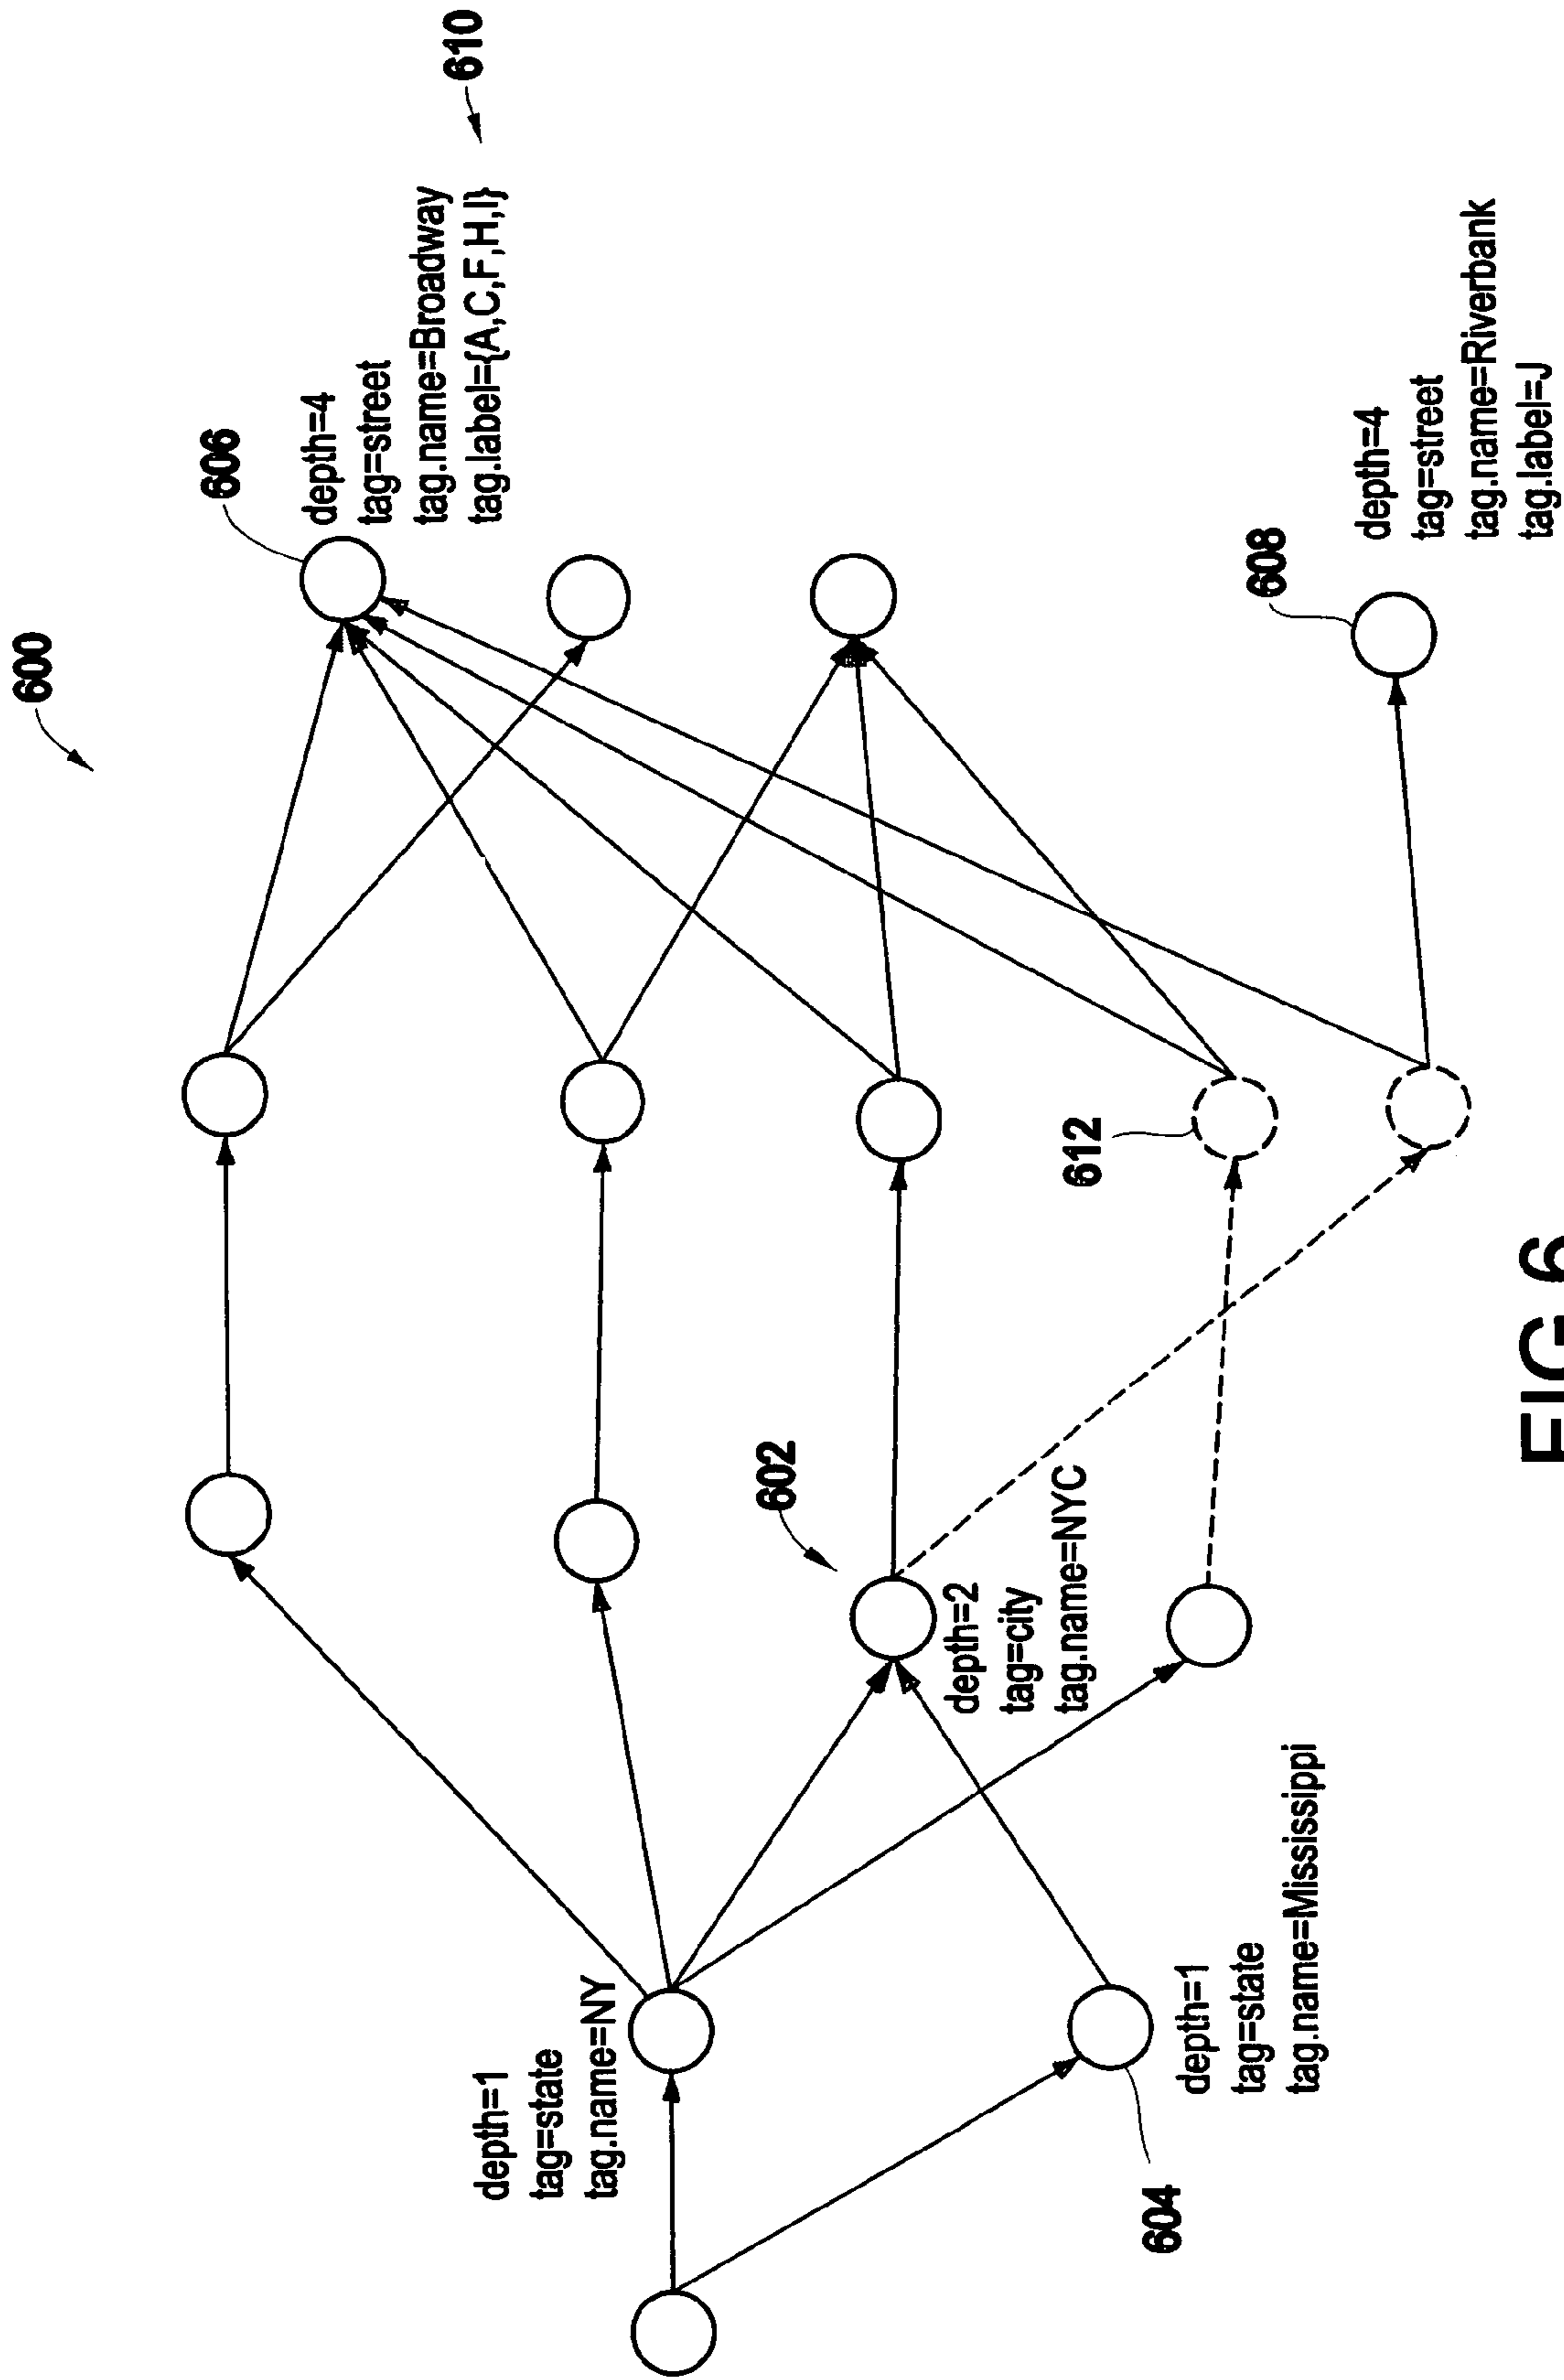 600
606
depth=4
tag=street
tag.name=Broadway
tag.label={A,C,F,H,I}
610
depth=1
tag=state
tag.name=NY
602
depth=2
tag=city
tag.name=NYC
612
608
depth=4
tag=street
tag.name=Riverbank
tag.label=J
604
depth=1
tag=state
tag.name=Mississippi
FIG 6